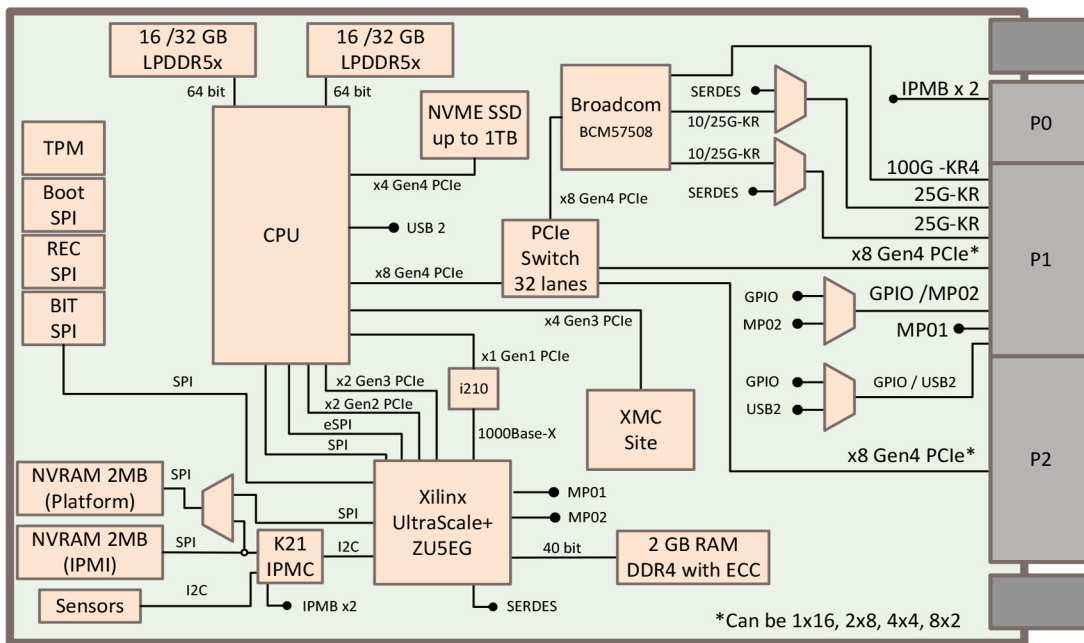 16 /32 GB
LPDDR5x
16 /32 GB
LPDDR5x
64 bit
64 bit
NVME SSD
up to 1TB
Broadcom
BCM57508
SERDES
10/25G-KR
10/25G-KR
SERDES
IPMB x 2
P0
TPM
Boot
SPI
REC
SPI
BIT
SPI
CPU
x4 Gen4 PCIe
USB 2
x8 Gen4 PCIe
x8 Gen4 PCIe
PCIe
Switch
32 lanes
100G -KR4
25G-KR
25G-KR
x8 Gen4 PCIe*
P1
GPIO
MP02
GPIO /MP02
MP01
x4 Gen3 PCIe
x1 Gen1 PCIe
i210
1000Base-X
XMC
Site
GPIO
USB2
GPIO / USB2
x8 Gen4 PCIe*
P2
SPI
x2 Gen3 PCIe
x2 Gen2 PCIe
eSPI
SPI
NVRAM 2MB
(Platform)
SPI
NVRAM 2MB
(IPMI)
SPI
SPI
K21
IPMC
I2C
Sensors
I2C
IPMB x2
Xilinx
UltraScale+
ZU5EG
MP01
MP02
40 bit
2 GB RAM
DDR4 with ECC
SERDES
*Can be 1x16, 2x8, 4x4, 8x2